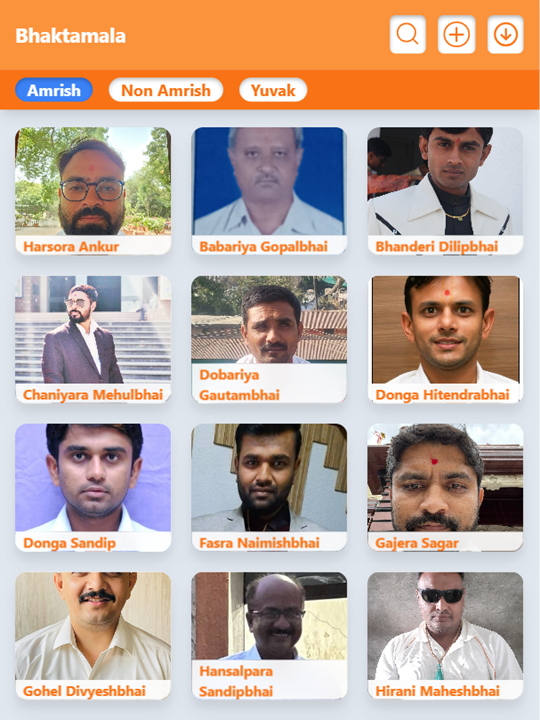 Bhaktamala
Amrish
Non Amrish
Yuvak
Harsora Ankur
Babariya Gopalbhai
Bhanderi Dilipbhai
Chaniyara Mehulbhai
Dobariya
Gautambhai
Donga Hitendrabhai
Donga Sandip
Fasra Naimishbhai
Gajera Sagar
Gohel Divyeshbhai
Hansalpara
Sandipbhai
Hirani Maheshbhai